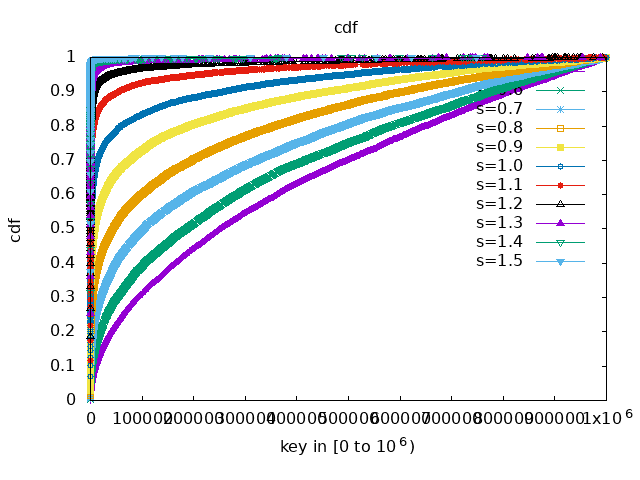 cdf
1
0.9
0.8
0.7
0.6
0.5
0.4
0.3
0.2
0.1
0
cdf
s=0.7
s=0.8
s=0.9
s=1.0
s=1.1
s=1.2
s=1.3
s=1.4
s=1.5
0 100000 200000 300000 400000 500000 600000 700000 800000 900000 1x10^6
key in [0 to 10^6)